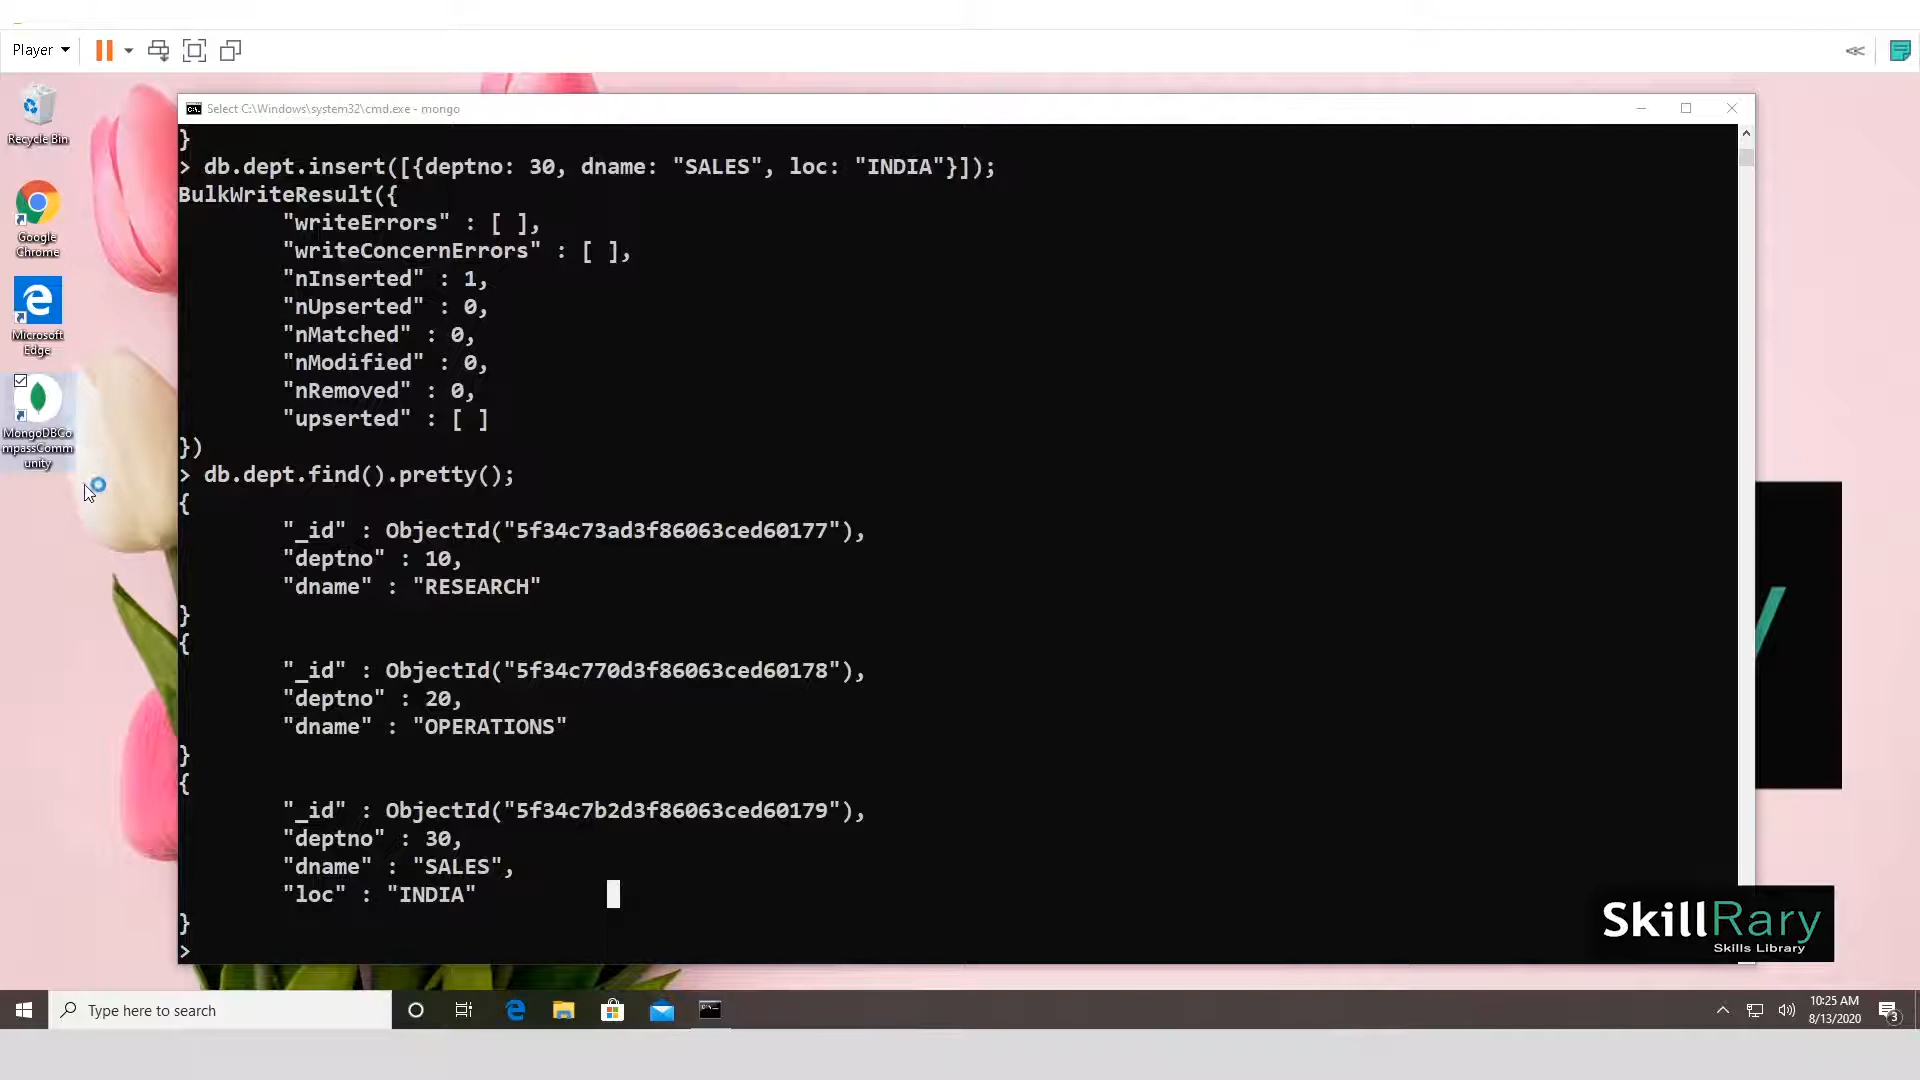 Player
Select C:\Windows\system32\cmd.exe - mongo
Recycle Bin
Google
Chrome
Microsoft
Edge
MongoDBCo
mpassComm
unity
}
> db.dept.insert([{deptno: 30, dname: "SALES", loc: "INDIA"}]);
BulkWriteResult({
"writeErrors" : [ ],
"writeConcernErrors" : [ ],
"nInserted" : 1,
"nUpserted" : 0,
"nMatched" : 0,
"nModified" : 0,
"nRemoved" : 0,
"upserted" : [ ]
})
> db.dept.find().pretty();
{
"_id" : ObjectId("5f34c73ad3f86063ced60177"),
"deptno" : 10,
"dname" : "RESEARCH"
}
{
"_id" : ObjectId("5f34c770d3f86063ced60178"),
"deptno" : 20,
"dname" : "OPERATIONS"
}
{
"_id" : ObjectId("5f34c7b2d3f86063ced60179"),
"deptno" : 30,
"dname" : "SALES",
"loc" : "INDIA"
}
>
SkillRary
Skills Library
Type here to search
10:25 AM
8/13/2020
3